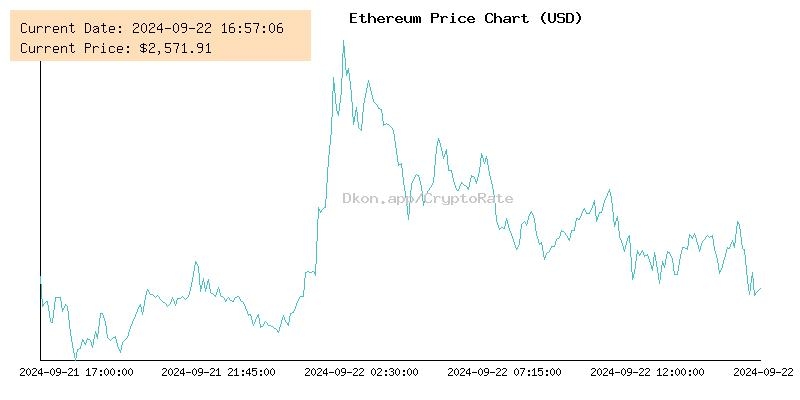 Ethereum Price Chart (USD)
Current Date: 2024-09-22 16:57:06
Current Price: $2,571.91
Dkon.app/CryptoRate
2024-09-21 17:00:00 2024-09-21 21:45:00 2024-09-22 02:30:00 2024-09-22 07:15:00 2024-09-22 12:00:00 2024-09-22